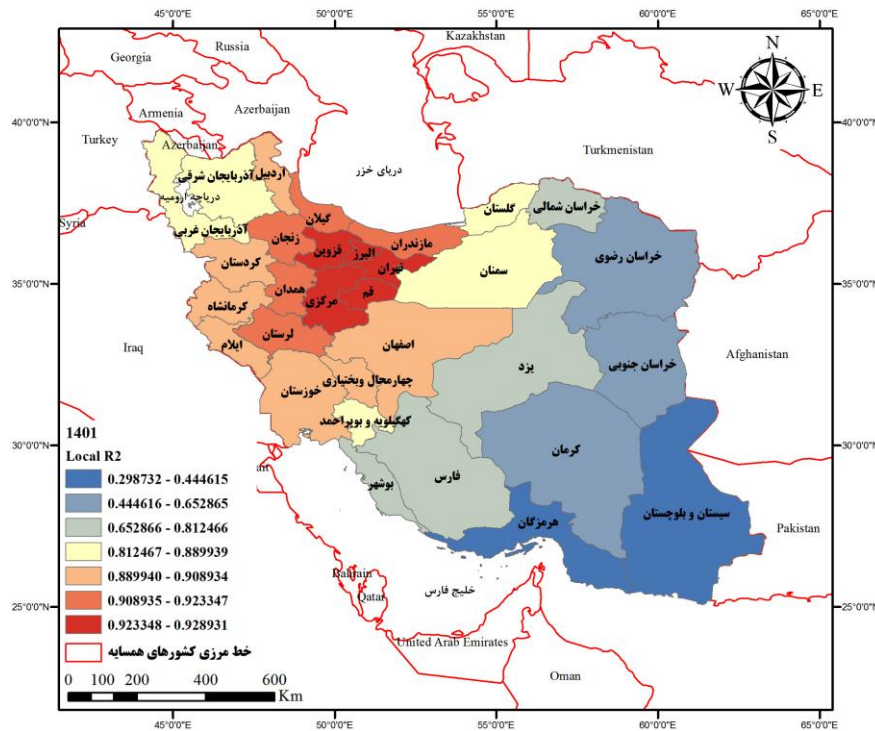 45°0'0"E 50°0'0"E 55°0'0"E 60°0'0"E 65°0'0"E
Russia
Kazakhstan
Georgia
N
W E
S
Armenia
Azerbaijan
40°0'0"N
40°0'0"N
Turkey
Azerbaijan
Turkmenistan
آذربایجان شرقی
اردبیل
دریای خزر
دریاچه ارومیه
گلستان
خراسان شمالی
گیلان
Syria
آذربایجان غربی
زنجان
مازندران
قزوین
البرز
خراسان رضوی
کردستان
تهران
سمنان
35°0'0"N
35°0'0"N
همدان
قم
کرمانشاه
مرکزی
لرستان
ایلام
اصفهان
Iraq
Afghanistan
یزد
خراسان جنوبی
چهارمحال وبختیاری
خوزستان
کهگیلویه و بویراحمد
30°0'0"N
30°0'0"N
کرمان
فارس
بوشهر
سیستان و بلوچستان
هرمزگان
Pakistan
Bahrain
Qatar
خلیج فارس
25°0'0"N
25°0'0"N
United Arab Emirates
Oman
1401
Local R2
0.298732 - 0.444615
0.444616 - 0.652865
0.652866 - 0.812466
0.812467 - 0.889939
0.889940 - 0.908934
0.908935 - 0.923347
0.923348 - 0.928931
خط مرزی کشورهای همسایه
0 100 200 400 600
Km
45°0'0"E 50°0'0"E 55°0'0"E 60°0'0"E 65°0'0"E